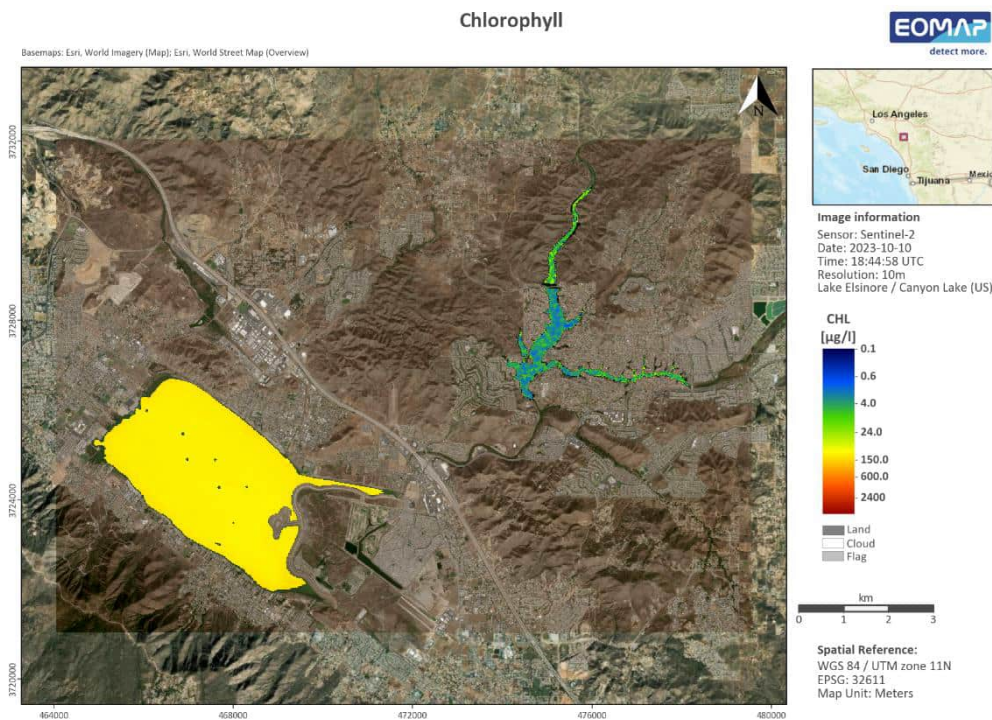 Chlorophyll
EOMAP
detect more.
Basemaps: Esri, World Imagery (Map); Esri, World Street Map (Overview)
N
Los Angeles
San Diego
Tijuana
Mexic
Image information
Sensor: Sentinel-2
Date: 2023-10-10
Time: 18:44:58 UTC
Resolution: 10m
Lake Elsinore / Canyon Lake (US)
CHL
[µg/l]
0.1
0.6
4.0
24.0
150.0
600.0
2400
Land
Cloud
Flag
km
0 1 2 3
Spatial Reference:
WGS 84 / UTM zone 11N
EPSG: 32611
Map Unit: Meters
3732000
3728000
3724000
3720000
464000 468000 472000 476000 480000